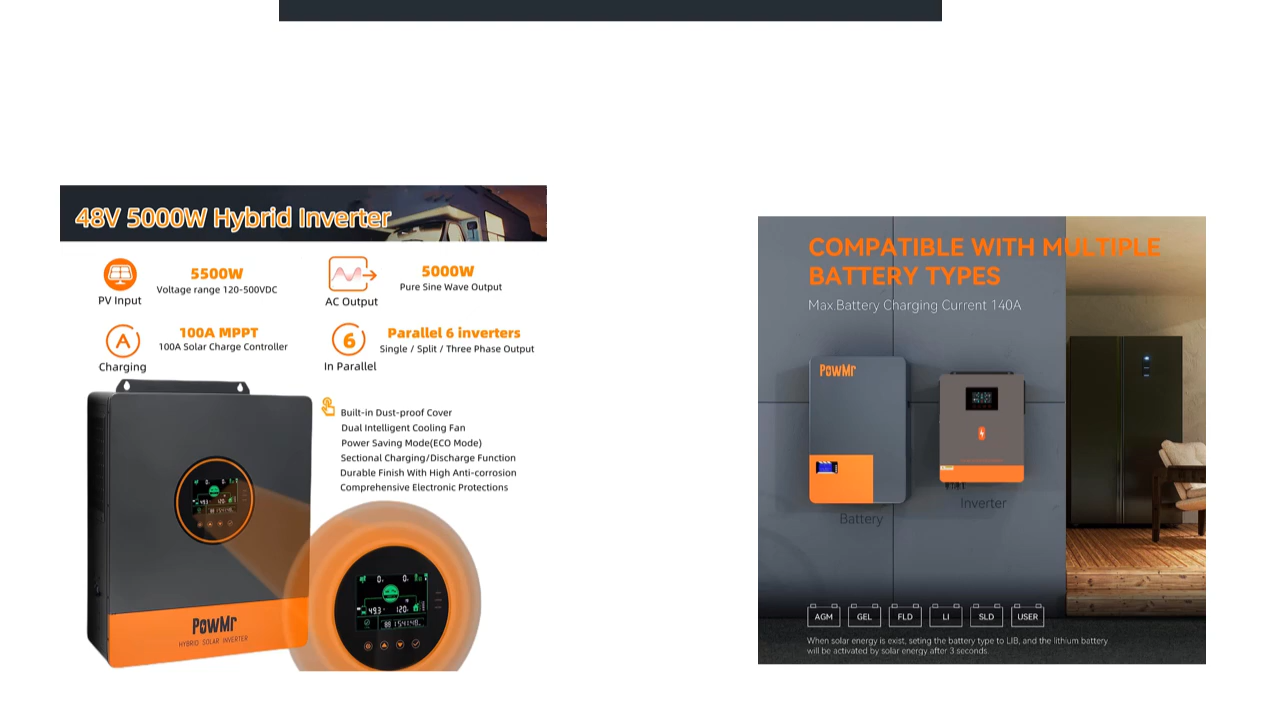 48V 5000W Hybrid Inverter
PV Input
5500W
Voltage range 120-500VDC
AC Output
5000W
Pure Sine Wave Output
A
Charging
100A MPPT
100A Solar Charge Controller
6
In Parallel
Parallel 6 inverters
Single / Split / Three Phase Output
Built-in Dust-proof Cover
Dual Intelligent Cooling Fan
Power Saving Mode(ECO Mode)
Sectional Charging/Discharge Function
Durable Finish With High Anti-corrosion
Comprehensive Electronic Protections
PowMr
HYBRID SOLAR INVERTER
COMPATIBLE WITH MULTIPLE
BATTERY TYPES
Max.Battery Charging Current 140A
PowMr
Battery
Inverter
AGM GEL FLD LI SLD USER
When solar energy is exist, seting the battery type to LIB, and the lithium battery
will be activated by solar energy after 3 seconds.